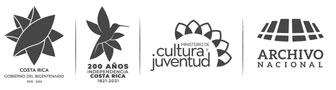 COSTA RICA
GOBIERNO DEL BICENTENARIO
200 AÑOS
INDEPENDENCIA
COSTA RICA
1821-2021
MINISTERIO DE
cultura y
juventud
ARCHIVO
NACIONAL